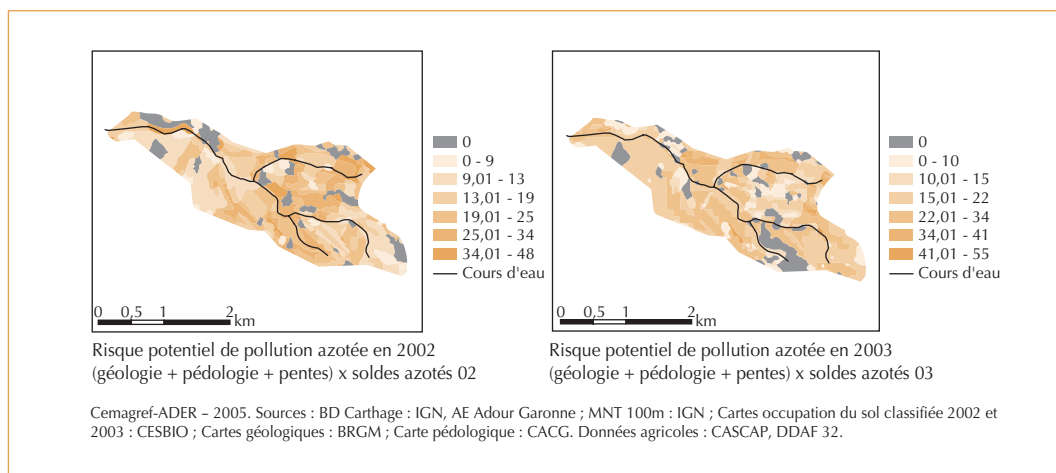 0
0 - 9
9,01 - 13
13,01 - 19
19,01 - 25
25,01 - 34
34,01 - 48
Cours d'eau
0 0,5 1 2
km
Risque potentiel de pollution azotée en 2002
(géologie + pédologie + pentes) x soldes azotés 02
0
0 - 10
10,01 - 15
15,01 - 22
22,01 - 34
34,01 - 41
41,01 - 55
Cours d'eau
0 0,5 1 2
km
Risque potentiel de pollution azotée en 2003
(géologie + pédologie + pentes) x soldes azotés 03
Cemagref-ADER – 2005. Sources : BD Carthage : IGN, AE Adour Garonne ; MNT 100m : IGN ; Cartes occupation du sol classifiée 2002 et
2003 : CESBIO ; Cartes géologiques : BRGM ; Carte pédologique : CACG. Données agricoles : CASCAP, DDAF 32.